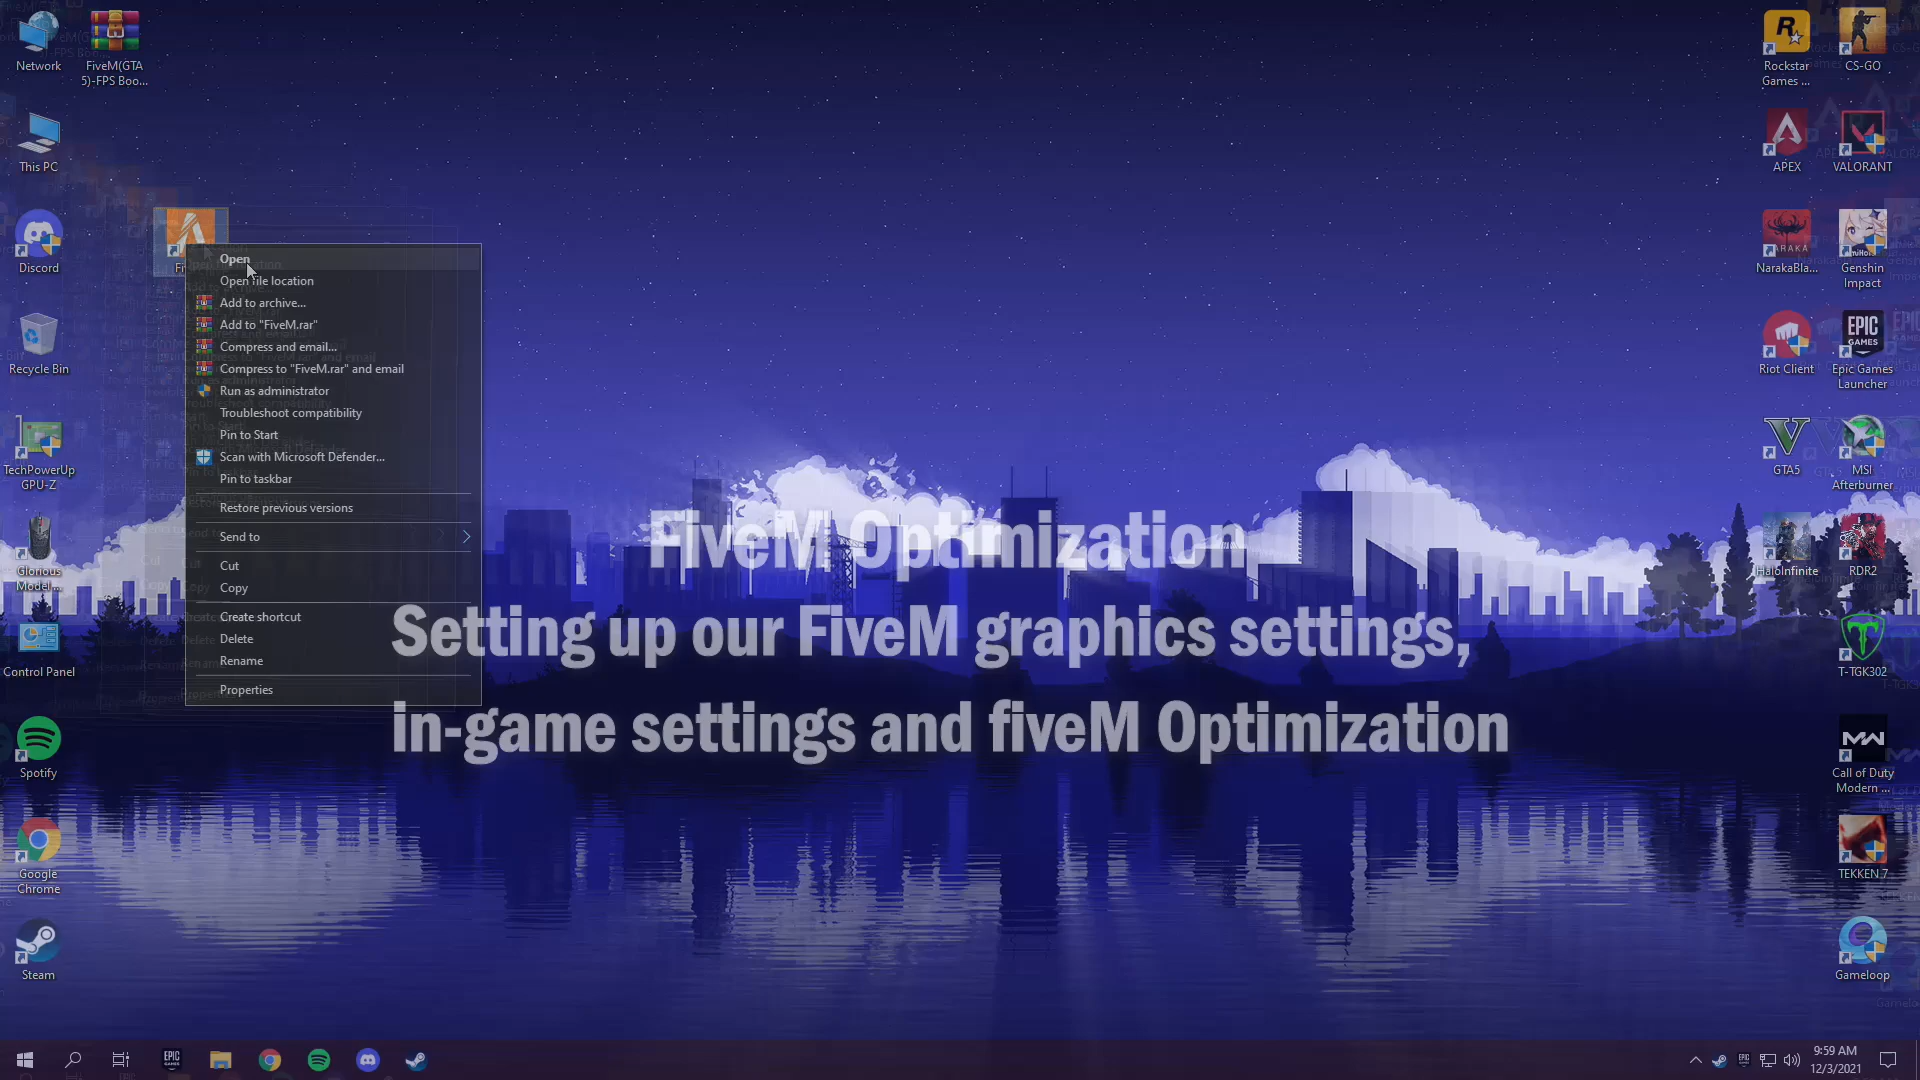 Network
FiveM(GTA
5)-FPS Boo...
This PC
Discord
Recycle Bin
TechPowerUp
GPU-Z
Glorious
Model...
Control Panel
Spotify
Google
Chrome
Steam
Open
Open file location
Add to archive...
Add to "FiveM.rar"
Compress and email...
Compress to "FiveM.rar" and email
Run as administrator
Troubleshoot compatibility
Pin to Start
Scan with Microsoft Defender...
Pin to taskbar
Restore previous versions
Send to
Cut
Copy
Create shortcut
Delete
Rename
Properties
FiveM Optimization
Setting up our FiveM graphics settings,
in-game settings and fiveM Optimization
Rockstar
Games ...
CS-GO
APEX
VALORANT
NarakaBla...
Genshin
Impact
Riot Client
EPIC
GAMES
Epic Games
Launcher
GTA5
MSI
Afterburner
HaloInfinite
RDR2
T-TGK302
MW
Call of Duty
Modern ...
TEKKEN 7
Gameloop
9:59 AM
12/3/2021